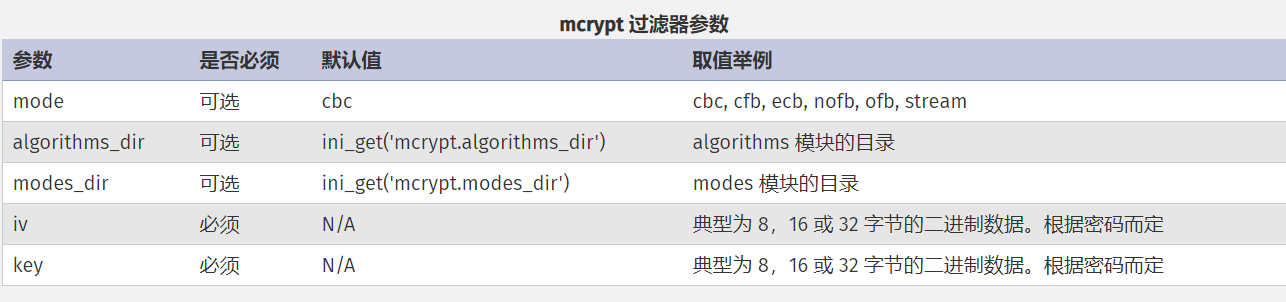 mcrypt 过滤器参数
参数 是否必须 默认值 取值举例
mode 可选 cbc cbc, cfb, ecb, nofb, ofb, stream
algorithms_dir 可选 ini_get('mcrypt.algorithms_dir') algorithms 模块的目录
modes_dir 可选 ini_get('mcrypt.modes_dir') modes 模块的目录
iv 必须 N/A 典型为 8，16 或 32 字节的二进制数据。根据密码而定
key 必须 N/A 典型为 8，16 或 32 字节的二进制数据。根据密码而定